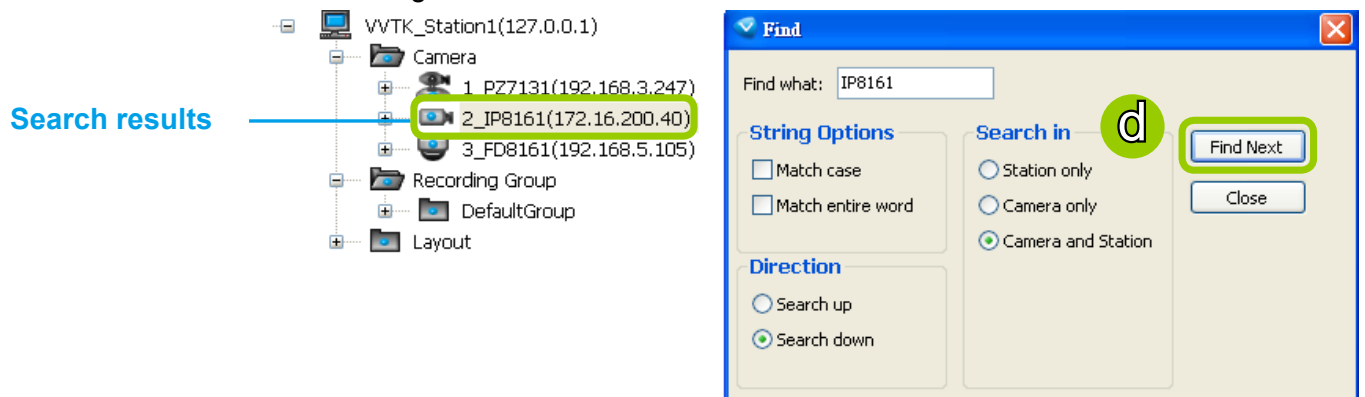 VVTK_Station1(127.0.0.1)
Camera
1_PZ7131(192.168.3.247)
Search results
2_IP8161(172.16.200.40)
3_FD8161(192.168.5.105)
Recording Group
DefaultGroup
Layout
Find
Find what: IP8161
String Options
Match case
Match entire word
Direction
Search up
Search down
Search in
Station only
Camera only
Camera and Station
d
Find Next
Close